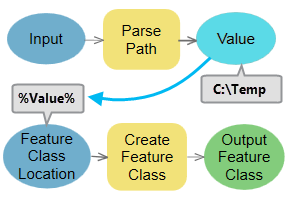 Input
Parse
Path
Value
%Value%
C:\Temp
Feature
Class
Location
Create
Feature
Class
Output
Feature
Class